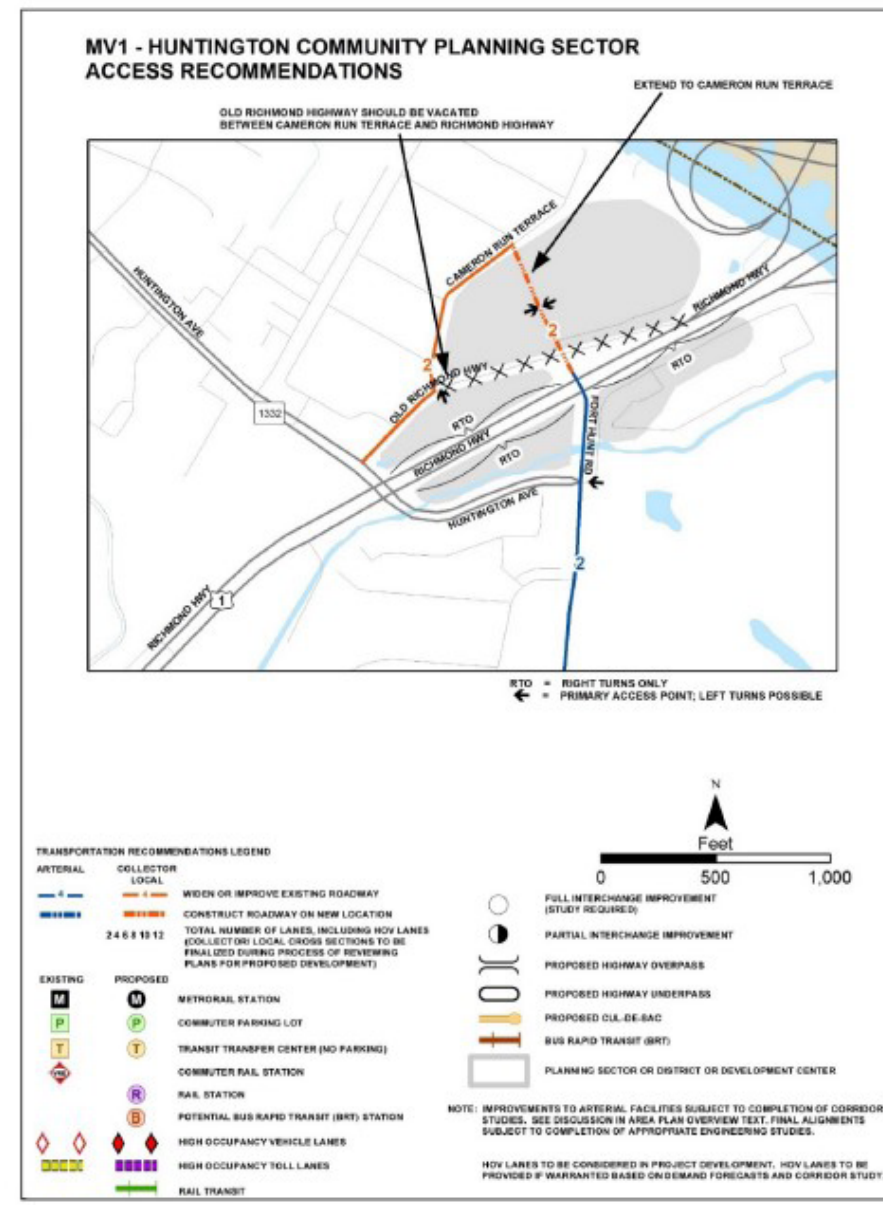 MV1 - HUNTINGTON COMMUNITY PLANNING SECTOR
ACCESS RECOMMENDATIONS
EXTEND TO CAMERON RUN TERRACE
OLD RICHMOND HIGHWAY SHOULD BE VACATED
BETWEEN CAMERON RUN TERRACE AND RICHMOND HIGHWAY
CAMERON RUN TERRACE
HUNTINGTON AVE
RICHMOND HWY
2
2
OLD RICHMOND HWY
RTO
1332
RTO
FORT HUNT RD
RICHMOND HWY
RTO
HUNTINGTON AVE
2
1
RICHMOND HWY
RTO = RIGHT TURNS ONLY
= PRIMARY ACCESS POINT; LEFT TURNS POSSIBLE
N
Feet
0 500 1,000
TRANSPORTATION RECOMMENDATIONS LEGEND
ARTERIAL COLLECTOR
LOCAL
4 4 WIDEN OR IMPROVE EXISTING ROADWAY
CONSTRUCT ROADWAY ON NEW LOCATION
2 4 6 8 10 12 TOTAL NUMBER OF LANES, INCLUDING HOV LANES
(COLLECTOR/ LOCAL CROSS SECTIONS TO BE
FINALIZED DURING PROCESS OF REVIEWING
PLANS FOR PROPOSED DEVELOPMENT)
EXISTING PROPOSED
M M METRORAIL STATION
P P COMMUTER PARKING LOT
T T TRANSIT TRANSFER CENTER (NO PARKING)
VRE COMMUTER RAIL STATION
R RAIL STATION
B POTENTIAL BUS RAPID TRANSIT (BRT) STATION
HIGH OCCUPANCY VEHICLE LANES
HIGH OCCUPANCY TOLL LANES
RAIL TRANSIT
FULL INTERCHANGE IMPROVEMENT
(STUDY REQUIRED)
PARTIAL INTERCHANGE IMPROVEMENT
PROPOSED HIGHWAY OVERPASS
PROPOSED HIGHWAY UNDERPASS
PROPOSED CUL-DE-SAC
BUS RAPID TRANSIT (BRT)
PLANNING SECTOR OR DISTRICT OR DEVELOPMENT CENTER
NOTE: IMPROVEMENTS TO ARTERIAL FACILITIES SUBJECT TO COMPLETION OF CORRIDOR
STUDIES. SEE DISCUSSION IN AREA PLAN OVERVIEW TEXT. FINAL ALIGNMENTS
SUBJECT TO COMPLETION OF APPROPRIATE ENGINEERING STUDIES.
HOV LANES TO BE CONSIDERED IN PROJECT DEVELOPMENT. HOV LANES TO BE
PROVIDED IF WARRANTED BASED ON DEMAND FORECASTS AND CORRIDOR STUDY